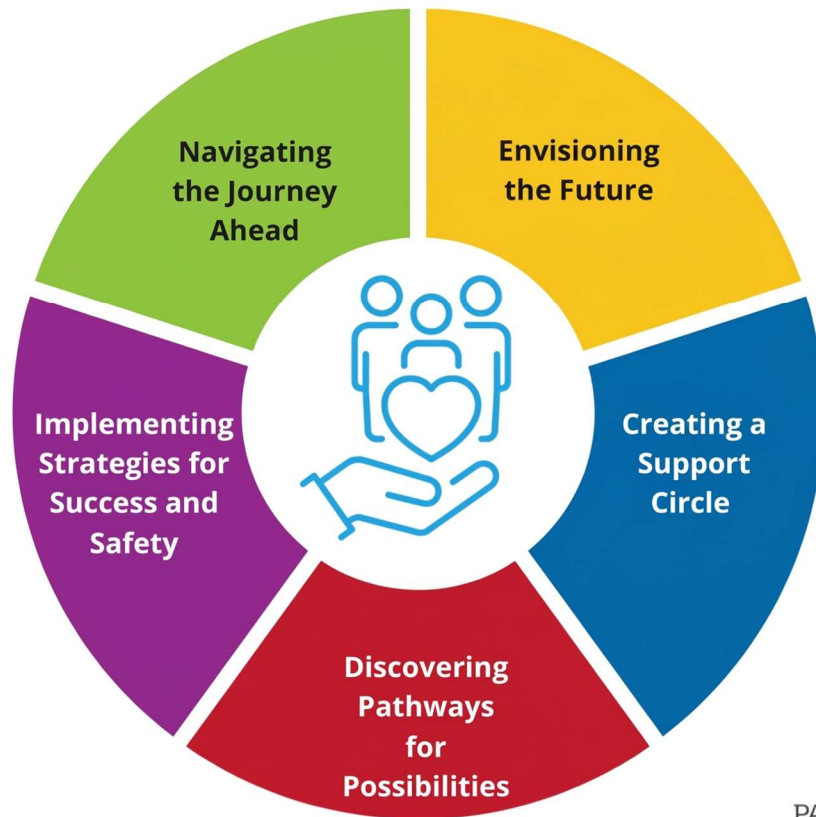 Navigating
the Journey
Ahead
Envisioning
the Future
Implementing
Strategies for
Success and
Safety
Creating a
Support
Circle
Discovering
Pathways
for
Possibilities
PA